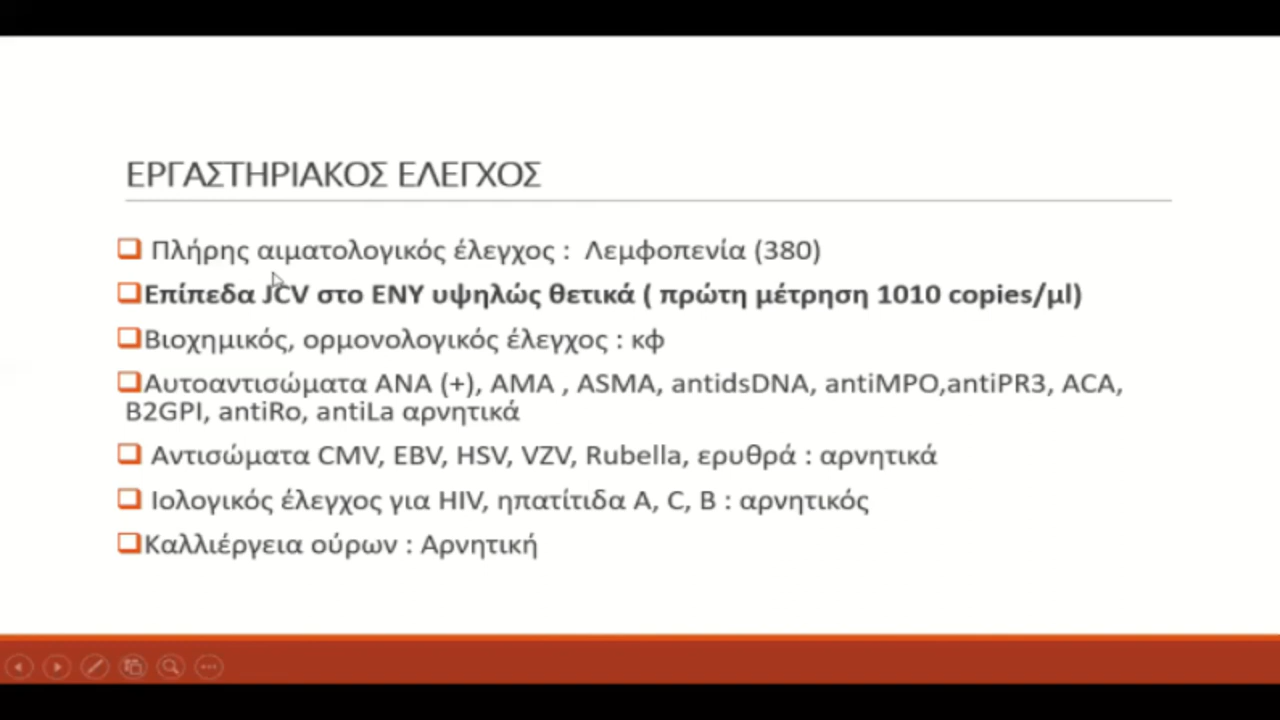 ΕΡΓΑΣΤΗΡΙΑΚΟΣ ΕΛΕΓΧΟΣ
Πλήρης αιματολογικός έλεγχος : Λεμφοπενία (380)
Επίπεδα JCV στο ΕΝΥ υψηλώς θετικά ( πρώτη μέτρηση 1010 copies/μl)
Βιοχημικός, ορμονολογικός έλεγχος : κφ
Αυτοαντισώματα ANA (+), AMA , ASMA, antidsDNA, antiMPO,antiPR3, ACA,
B2GPI, antiRo, antiLa αρνητικά
Αντισώματα CMV, EBV, HSV, VZV, Rubella, ερυθρά : αρνητικά
Ιολογικός έλεγχος για HIV, ηπατίτιδα A, C, B : αρνητικός
Καλλιέργεια ούρων : Αρνητική